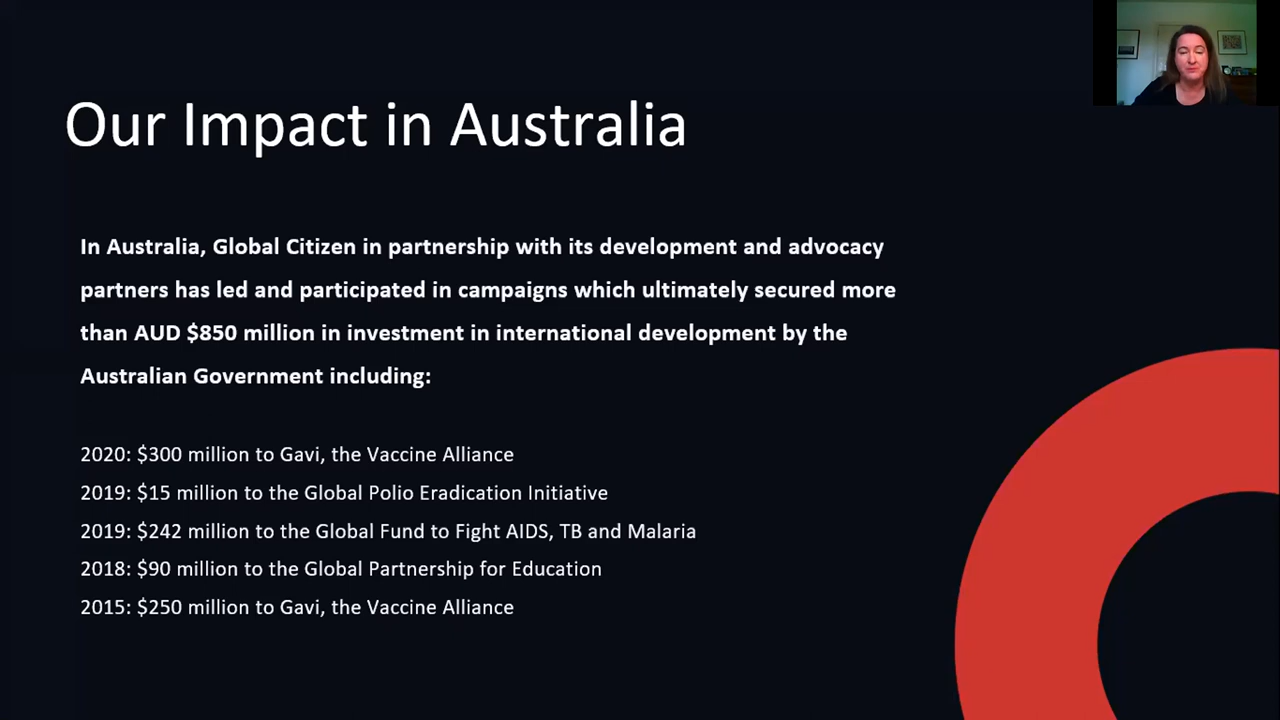 Our Impact in Australia
In Australia, Global Citizen in partnership with its development and advocacy
partners has led and participated in campaigns which ultimately secured more
than AUD $850 million in investment in international development by the
Australian Government including:
2020: $300 million to Gavi, the Vaccine Alliance
2019: $15 million to the Global Polio Eradication Initiative
2019: $242 million to the Global Fund to Fight AIDS, TB and Malaria
2018: $90 million to the Global Partnership for Education
2015: $250 million to Gavi, the Vaccine Alliance